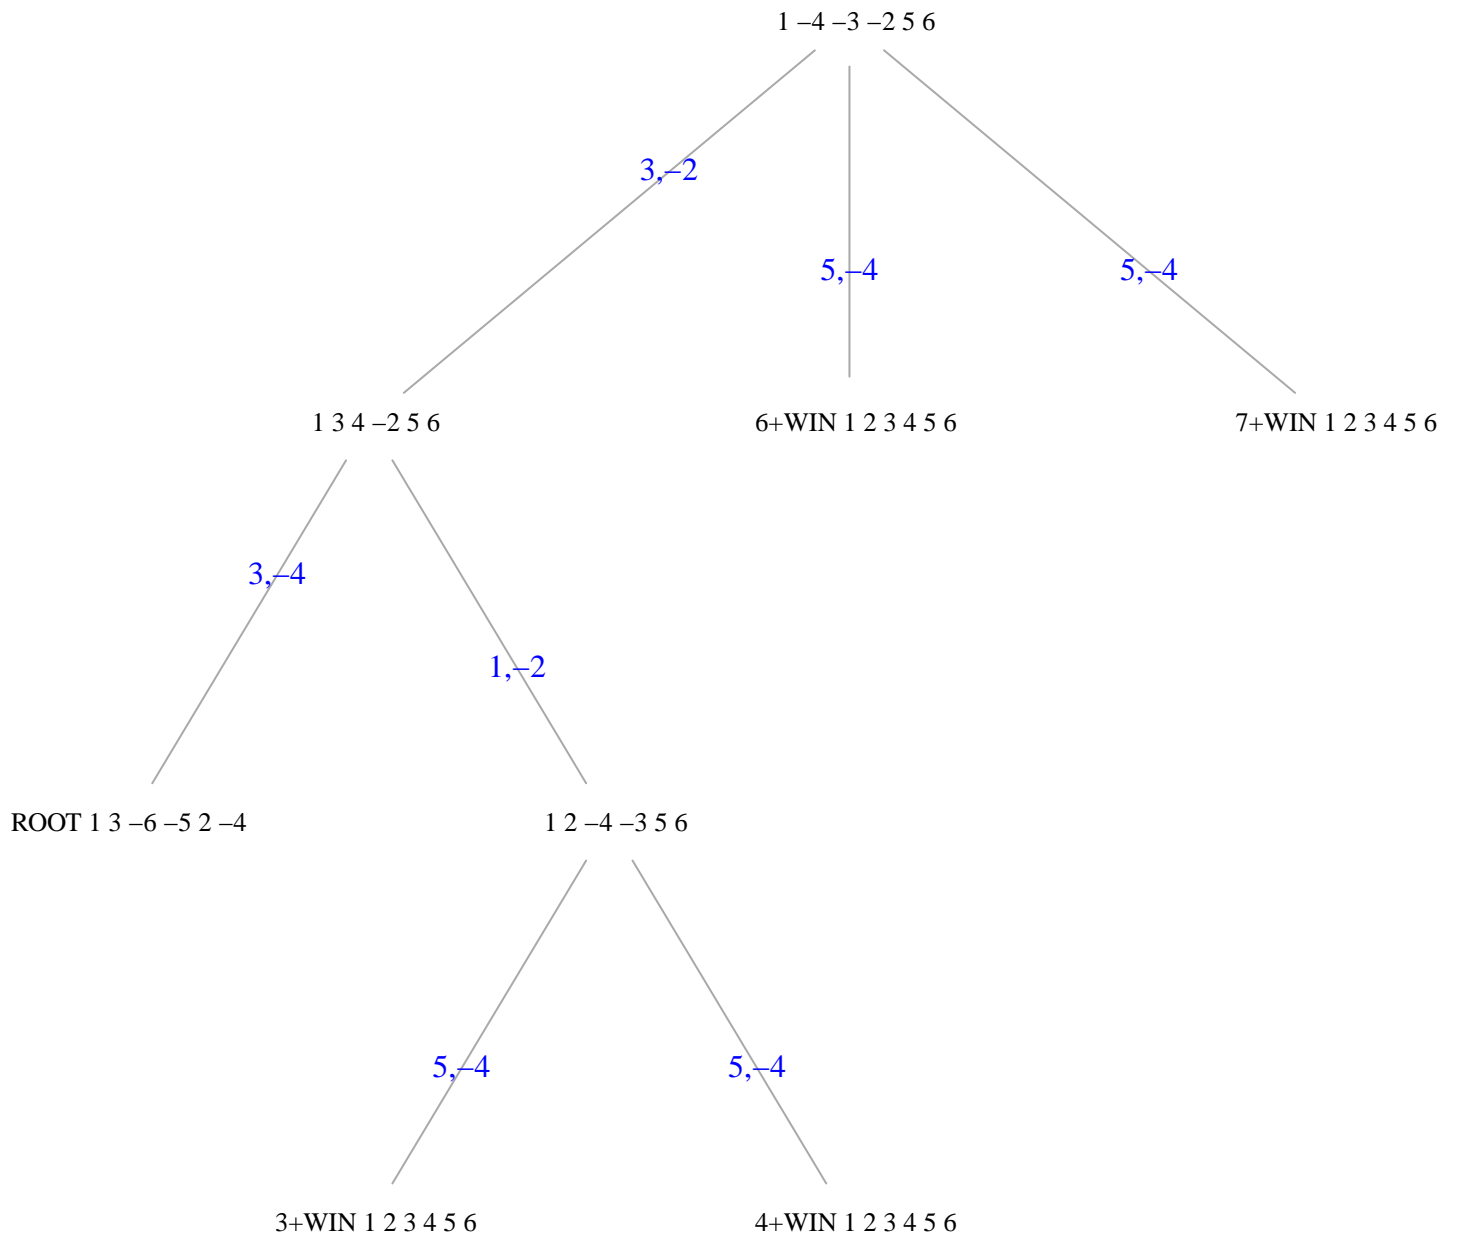 1 –4 –3 –2 5 6
3,–2
5,–4
5,–4
1 3 4 –2 5 6
6+WIN 1 2 3 4 5 6
7+WIN 1 2 3 4 5 6
3,–4
1,–2
ROOT 1 3 –6 –5 2 –4
1 2 –4 –3 5 6
5,–4
5,–4
3+WIN 1 2 3 4 5 6
4+WIN 1 2 3 4 5 6